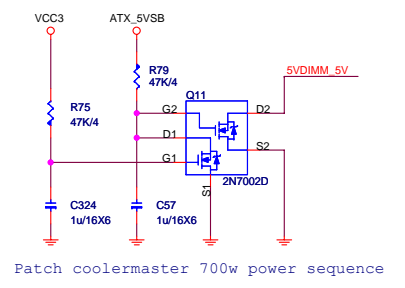 VCC3
ATX_5VSB
R79
47K/4
Q11
5VDIMM_5V
R75
47K/4
G2
D2
D1
S2
G1
2N7002D
S1
C324
1u/16X6
C57
1u/16X6
Patch coolermaster 700w power sequence